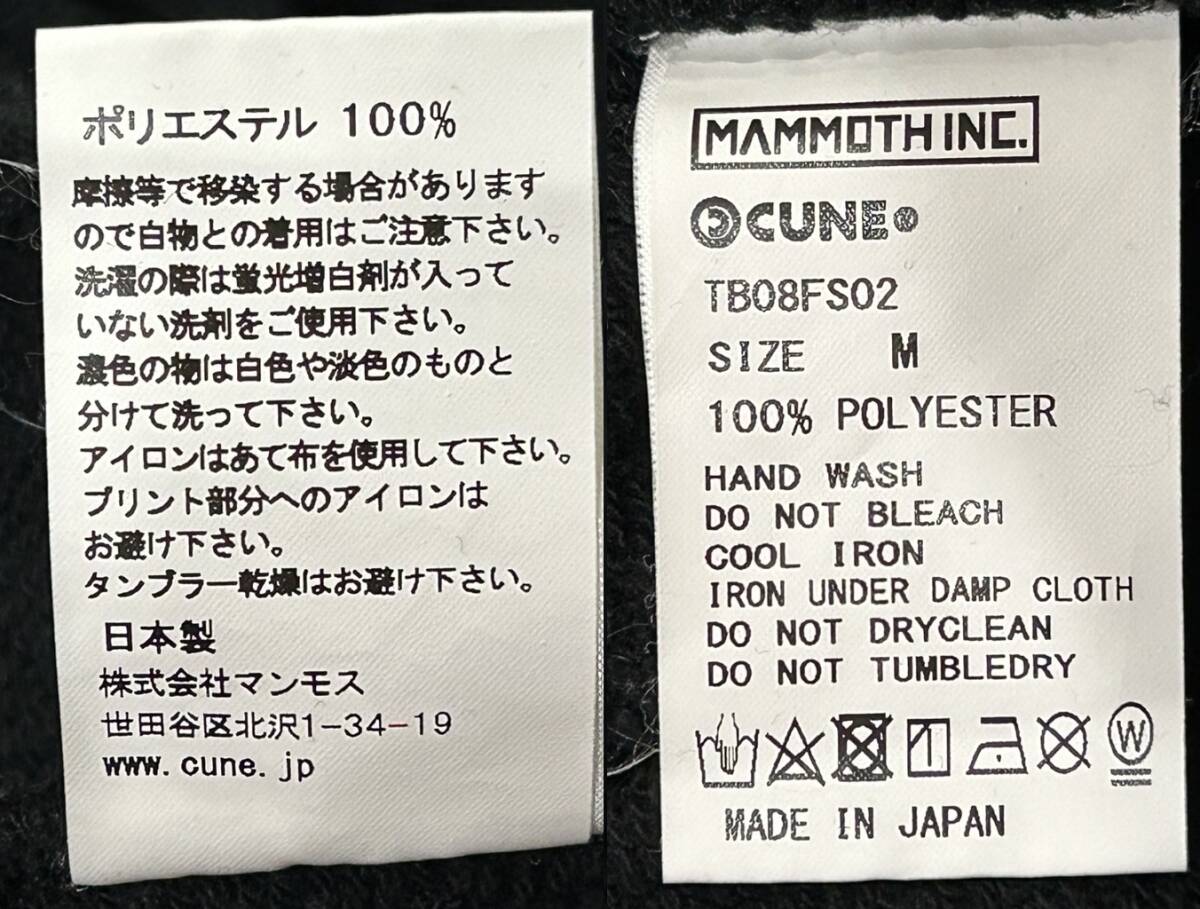 ポリエステル 100%
摩擦等で移染する場合があります
ので白物との着用はご注意下さい。
洗濯の際は蛍光増白剤が入って
いない洗剤をご使用下さい。
濃色の物は白色や淡色のものと
分けて洗って下さい。
アイロンはあて布を使用して下さい。
プリント部分へのアイロンは
お避け下さい。
タンブラー乾燥はお避け下さい。
日本製
株式会社マンモス
世田谷区北沢1-34-19
www.cune.jp
MAMMOTH INC.
CUNE®
TB08FS02
SIZE M
100% POLYESTER
HAND WASH
DO NOT BLEACH
COOL IRON
IRON UNDER DAMP CLOTH
DO NOT DRYCLEAN
DO NOT TUMBLEDRY
W
MADE IN JAPAN